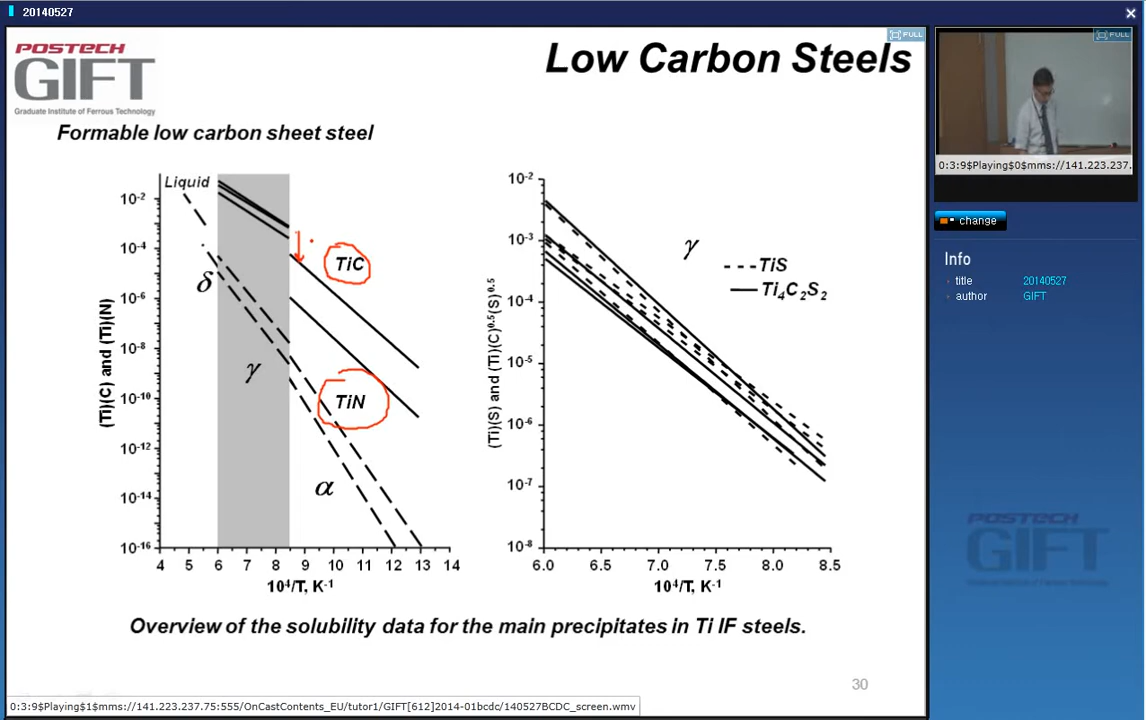 20140527
POSTECH
GIFT
Graduate Institute of Ferrous Technology
FULL
Low Carbon Steels
Formable low carbon sheet steel
Liquid
δ
γ
α
TiC
TiN
(Ti)(C) and (Ti)(N)
10-2
10-4
10-6
10-8
10-10
10-12
10-14
10-16
4 5 6 7 8 9 10 11 12 13 14
10⁴/T, K-1
γ
TiS
Ti4C2S2
(Ti)(S) and (Ti)(C)0.5(S)0.5
10-2
10-3
10-4
10-5
10-6
10-7
10-8
6.0 6.5 7.0 7.5 8.0 8.5
10⁴/T, K-1
Overview of the solubility data for the main precipitates in Ti IF steels.
30
0:3:9$Playing$1$mms://141.223.237.75:555/OnCastContents_EU/tutor1/GIFT[612]2014-01bcdc/140527BCDC_screen.wmv
FULL
0:3:9$Playing$0$mms://141.223.237.
change
Info
title 20140527
author GIFT
POSTECH
GIFT